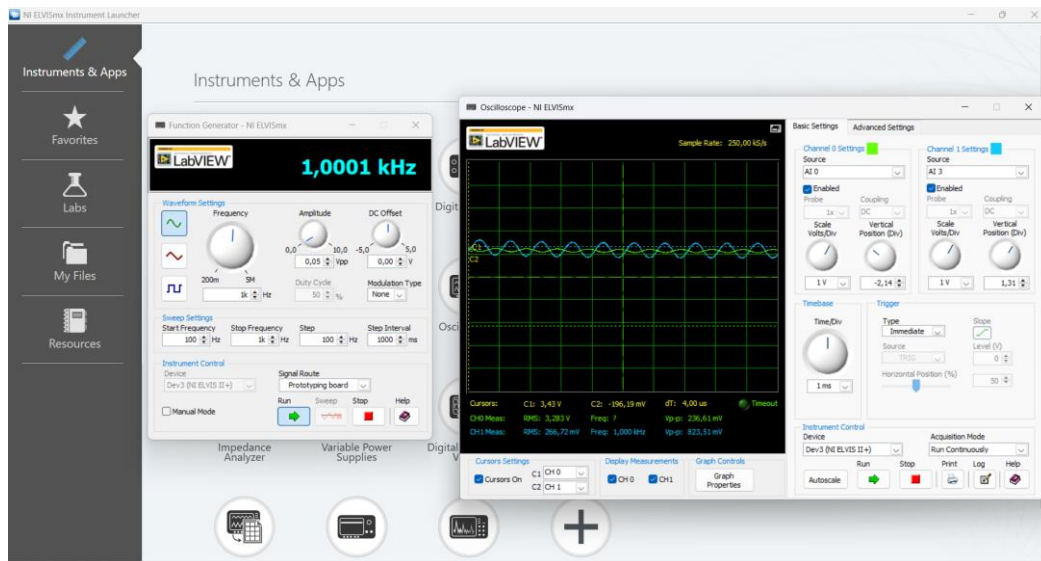 NI ELVISmx Instrument Launcher
Instruments & Apps
Favorites
Labs
My Files
Resources
Instruments & Apps
Function Generator - NI ELVISmx
LabVIEW
1,0001 kHz
Waveform Settings
Frequency
Amplitude
DC Offset
0,0 10,0
-5,0 5,0
0,05 Vpp
0,00 V
200m 5M
1k Hz
Duty Cycle
50 %
Modulation Type
None
Sweep Settings
Start Frequency Stop Frequency Step Step Interval
100 Hz 1k Hz 100 Hz 1000 ms
Instrument Control
Device
Dev3 (NI ELVIS II+)
Signal Route
Prototyping board
Manual Mode
Run Sweep Stop Help
Digit
Osci
Impedance
Analyzer
Variable Power
Supplies
Digital
V
Oscilloscope - NI ELVISmx
LabVIEW
Sample Rate: 250,00 kS/s
C1
C2
Cursors: C1: 3,43 V C2: -196,19 mV dT: 4,00 us Timeout
CH0 Meas: RMS: 3,283 V Freq: ? Vp-p: 236,61 mV
CH1 Meas: RMS: 266,72 mV Freq: 1,000 kHz Vp-p: 823,51 mV
Cursors Settings
Cursors On
C1 CH 0
C2 CH 1
Display Measurements
CH 0 CH1
Graph Controls
Graph
Properties
Basic Settings Advanced Settings
Channel 0 Settings
Source
AI 0
Enabled
Probe Coupling
1x DC
Scale
Volts/Div
Vertical
Position (Div)
1 V -2,14
Channel 1 Settings
Source
AI 3
Enabled
Probe Coupling
1x DC
Scale
Volts/Div
Vertical
Position (Div)
1 V 1,31
Timebase
Time/Div
1 ms
Trigger
Type
Immediate
Slope
Source
TRIG
Level (V)
0
Horizontal Position (%)
50
Instrument Control
Device
Dev3 (NI ELVIS II+)
Acquisition Mode
Run Continuously
Run Stop Print Log Help
Autoscale